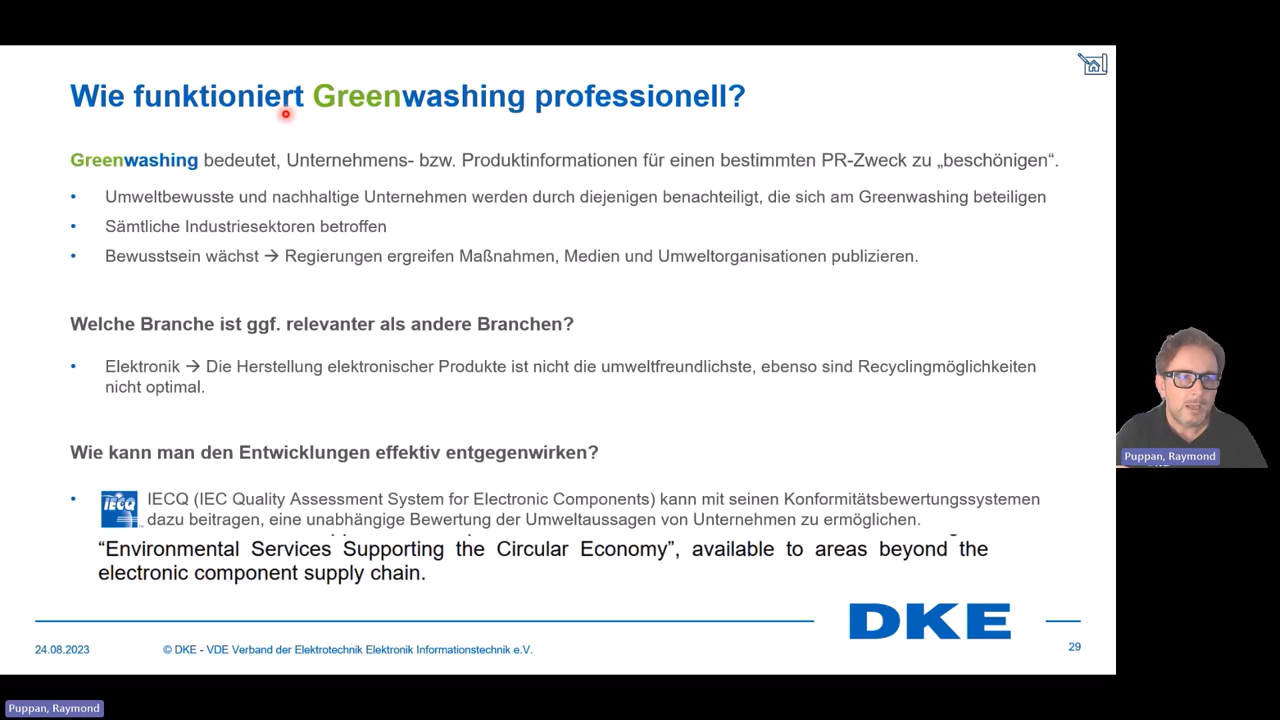 Wie funktioniert Greenwashing professionell?
Greenwashing bedeutet, Unternehmens- bzw. Produktinformationen für einen bestimmten PR-Zweck zu „beschönigen“.
• Umweltbewusste und nachhaltige Unternehmen werden durch diejenigen benachteiligt, die sich am Greenwashing beteiligen
• Sämtliche Industriesektoren betroffen
• Bewusstsein wächst → Regierungen ergreifen Maßnahmen, Medien und Umweltorganisationen publizieren.
Welche Branche ist ggf. relevanter als andere Branchen?
• Elektronik → Die Herstellung elektronischer Produkte ist nicht die umweltfreundlichste, ebenso sind Recyclingmöglichkeiten
nicht optimal.
Wie kann man den Entwicklungen effektiv entgegenwirken?
• IECQ IECQ (IEC Quality Assessment System for Electronic Components) kann mit seinen Konformitätsbewertungssystemen
dazu beitragen, eine unabhängige Bewertung der Umweltaussagen von Unternehmen zu ermöglichen.
“Environmental Services Supporting the Circular Economy”, available to areas beyond the
electronic component supply chain.
DKE
24.08.2023
© DKE - VDE Verband der Elektrotechnik Elektronik Informationstechnik e.V.
29
Puppan, Raymond
Puppan, Raymond